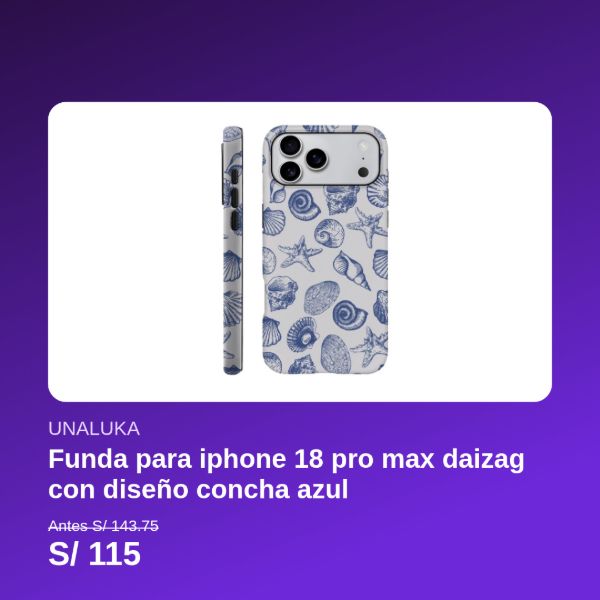 UNALUKA
Funda para iphone 18 pro max daizag
con diseño concha azul
Antes S/ 143.75
S/ 115